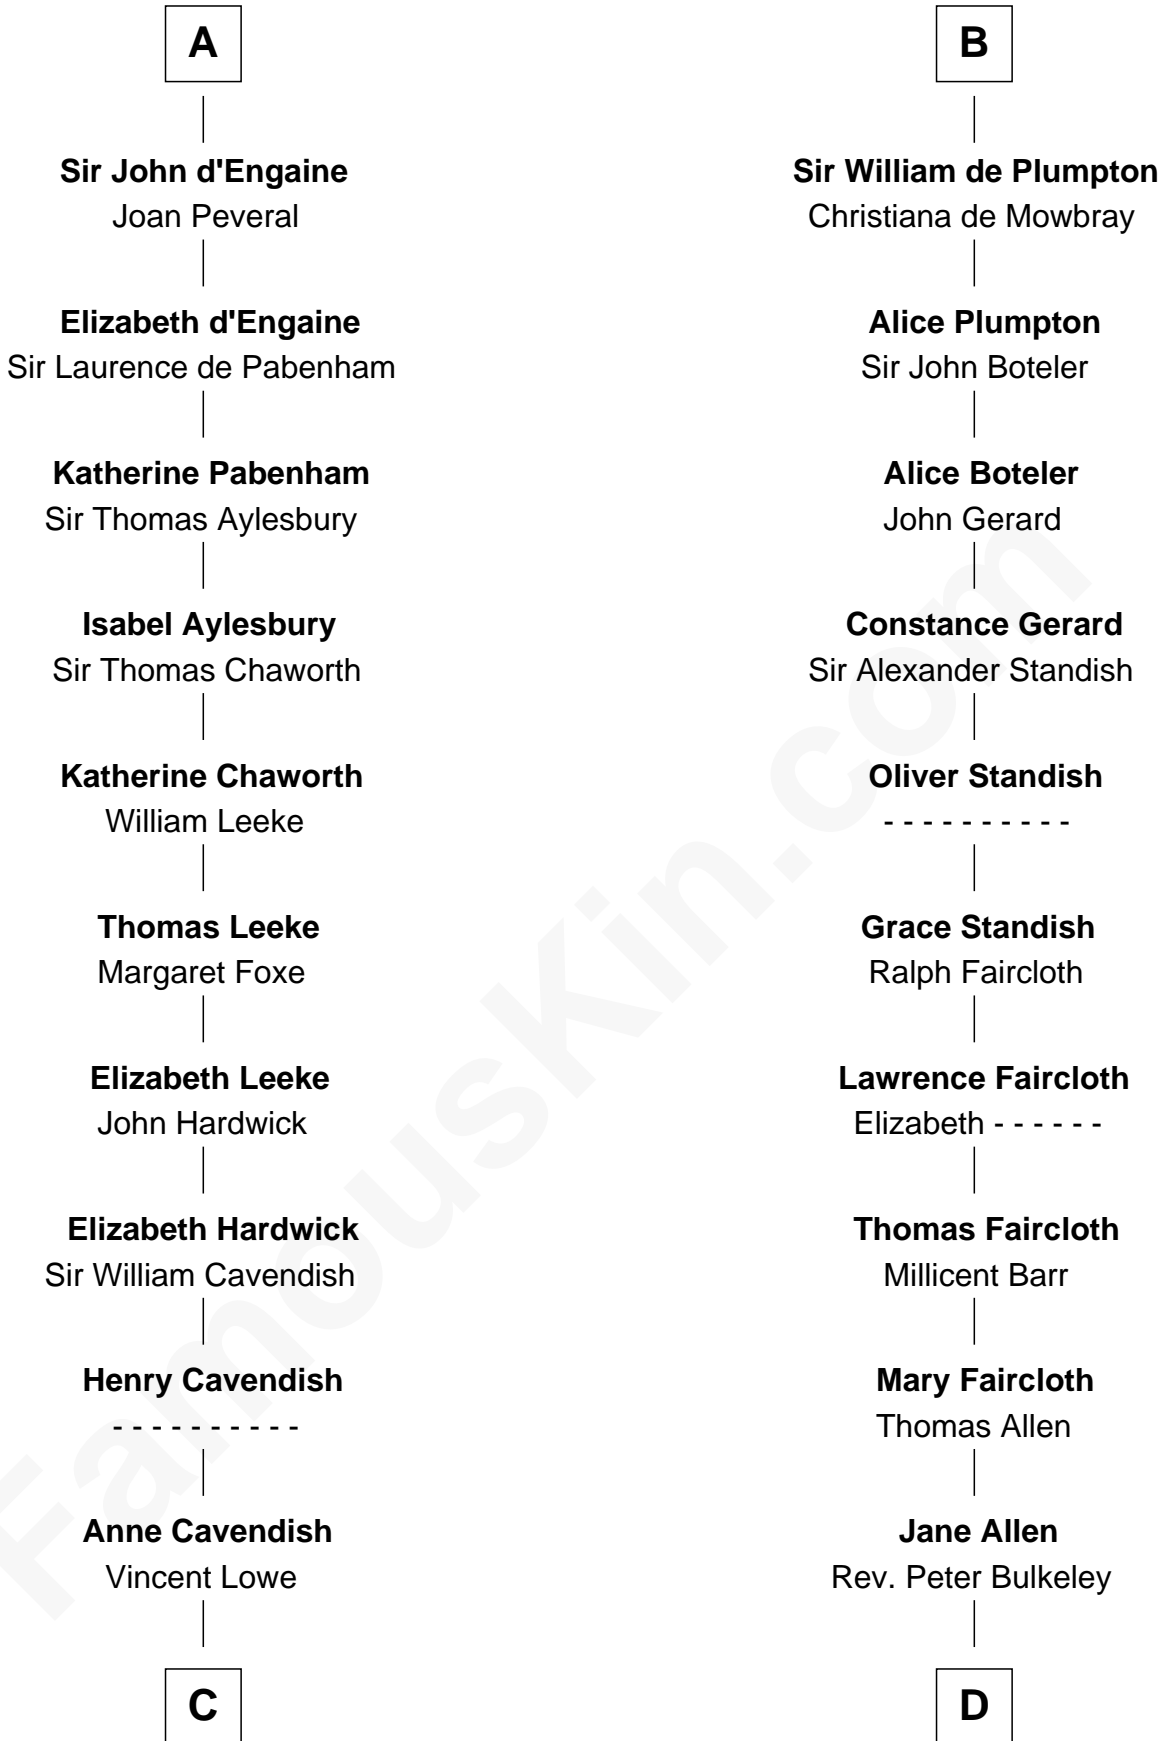 A
Sir John d'Engaine
Joan Peveral
Elizabeth d'Engaine
Sir Laurence de Pabenham
Katherine Pabenham
Sir Thomas Aylesbury
Isabel Aylesbury
Sir Thomas Chaworth
Katherine Chaworth
William Leeke
Thomas Leeke
Margaret Foxe
Elizabeth Leeke
John Hardwick
Elizabeth Hardwick
Sir William Cavendish
Henry Cavendish
- - - - - - - - - -
Anne Cavendish
Vincent Lowe
C
B
Sir William de Plumpton
Christiana de Mowbray
Alice Plumpton
Sir John Boteler
Alice Boteler
John Gerard
Constance Gerard
Sir Alexander Standish
Oliver Standish
- - - - - - - - - -
Grace Standish
Ralph Faircloth
Lawrence Faircloth
Elizabeth - - - - - -
Thomas Faircloth
Millicent Barr
Mary Faircloth
Thomas Allen
Jane Allen
Rev. Peter Bulkeley
D
FamousKin.com